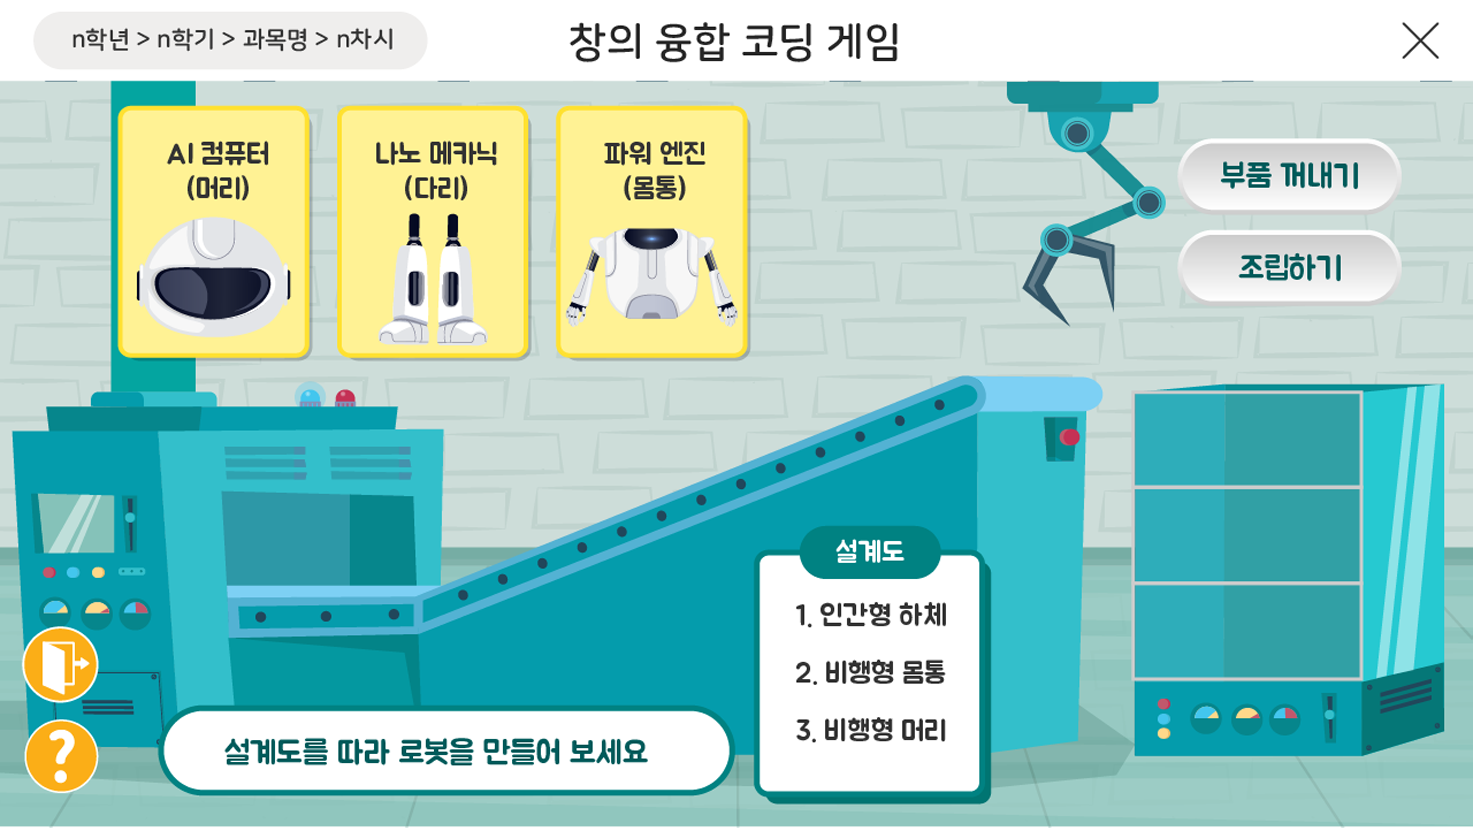 n학년 > n학기 > 과목명 > n차시
창의 융합 코딩 게임
AI 컴퓨터
(머리)
나노 메카닉
(다리)
파워 엔진
(몸통)
부품 꺼내기
조립하기
설계도
1. 인간형 하체
2. 비행형 몸통
3. 비행형 머리
설계도를 따라 로봇을 만들어 보세요
?